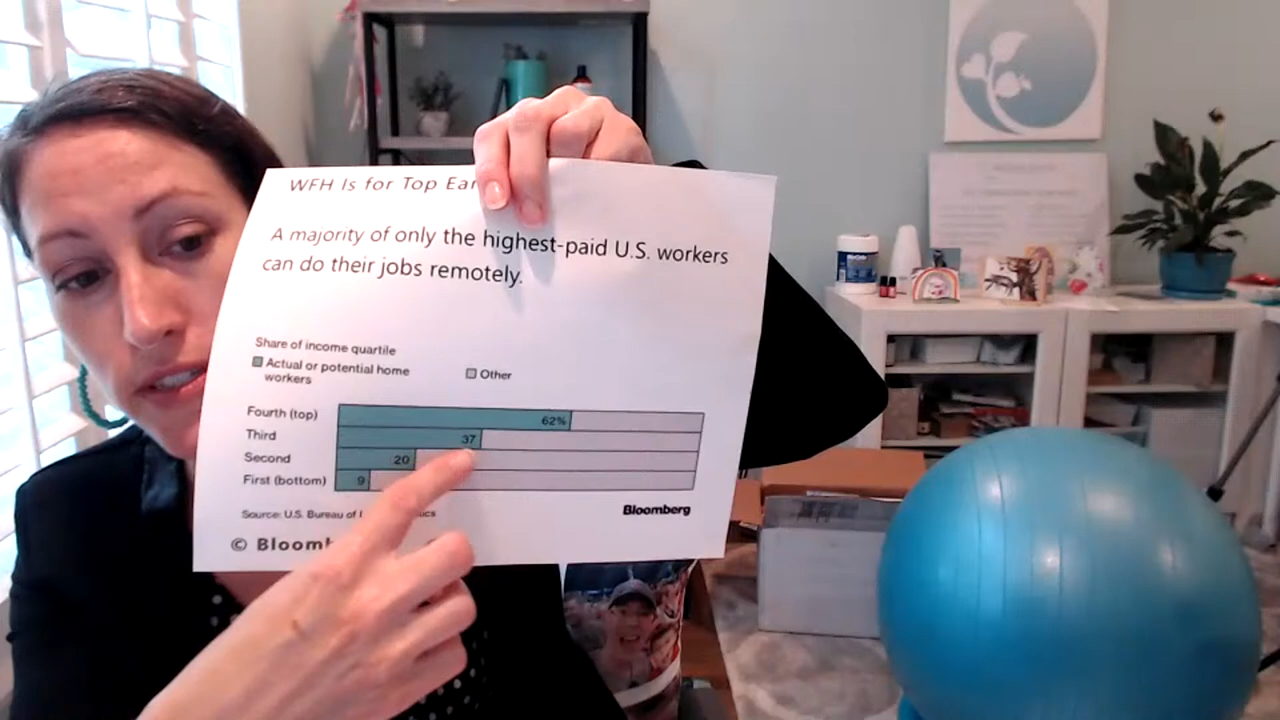 WFH Is for Top
A majority of only the highest-paid U.S. workers
can do their jobs remotely.
Share of income quartile
Actual or potential home
workers
Other
Fourth (top) 62%
Third 37
Second 20
First (bottom) 9
Source: U.S. Bureau of
Bloomberg
©